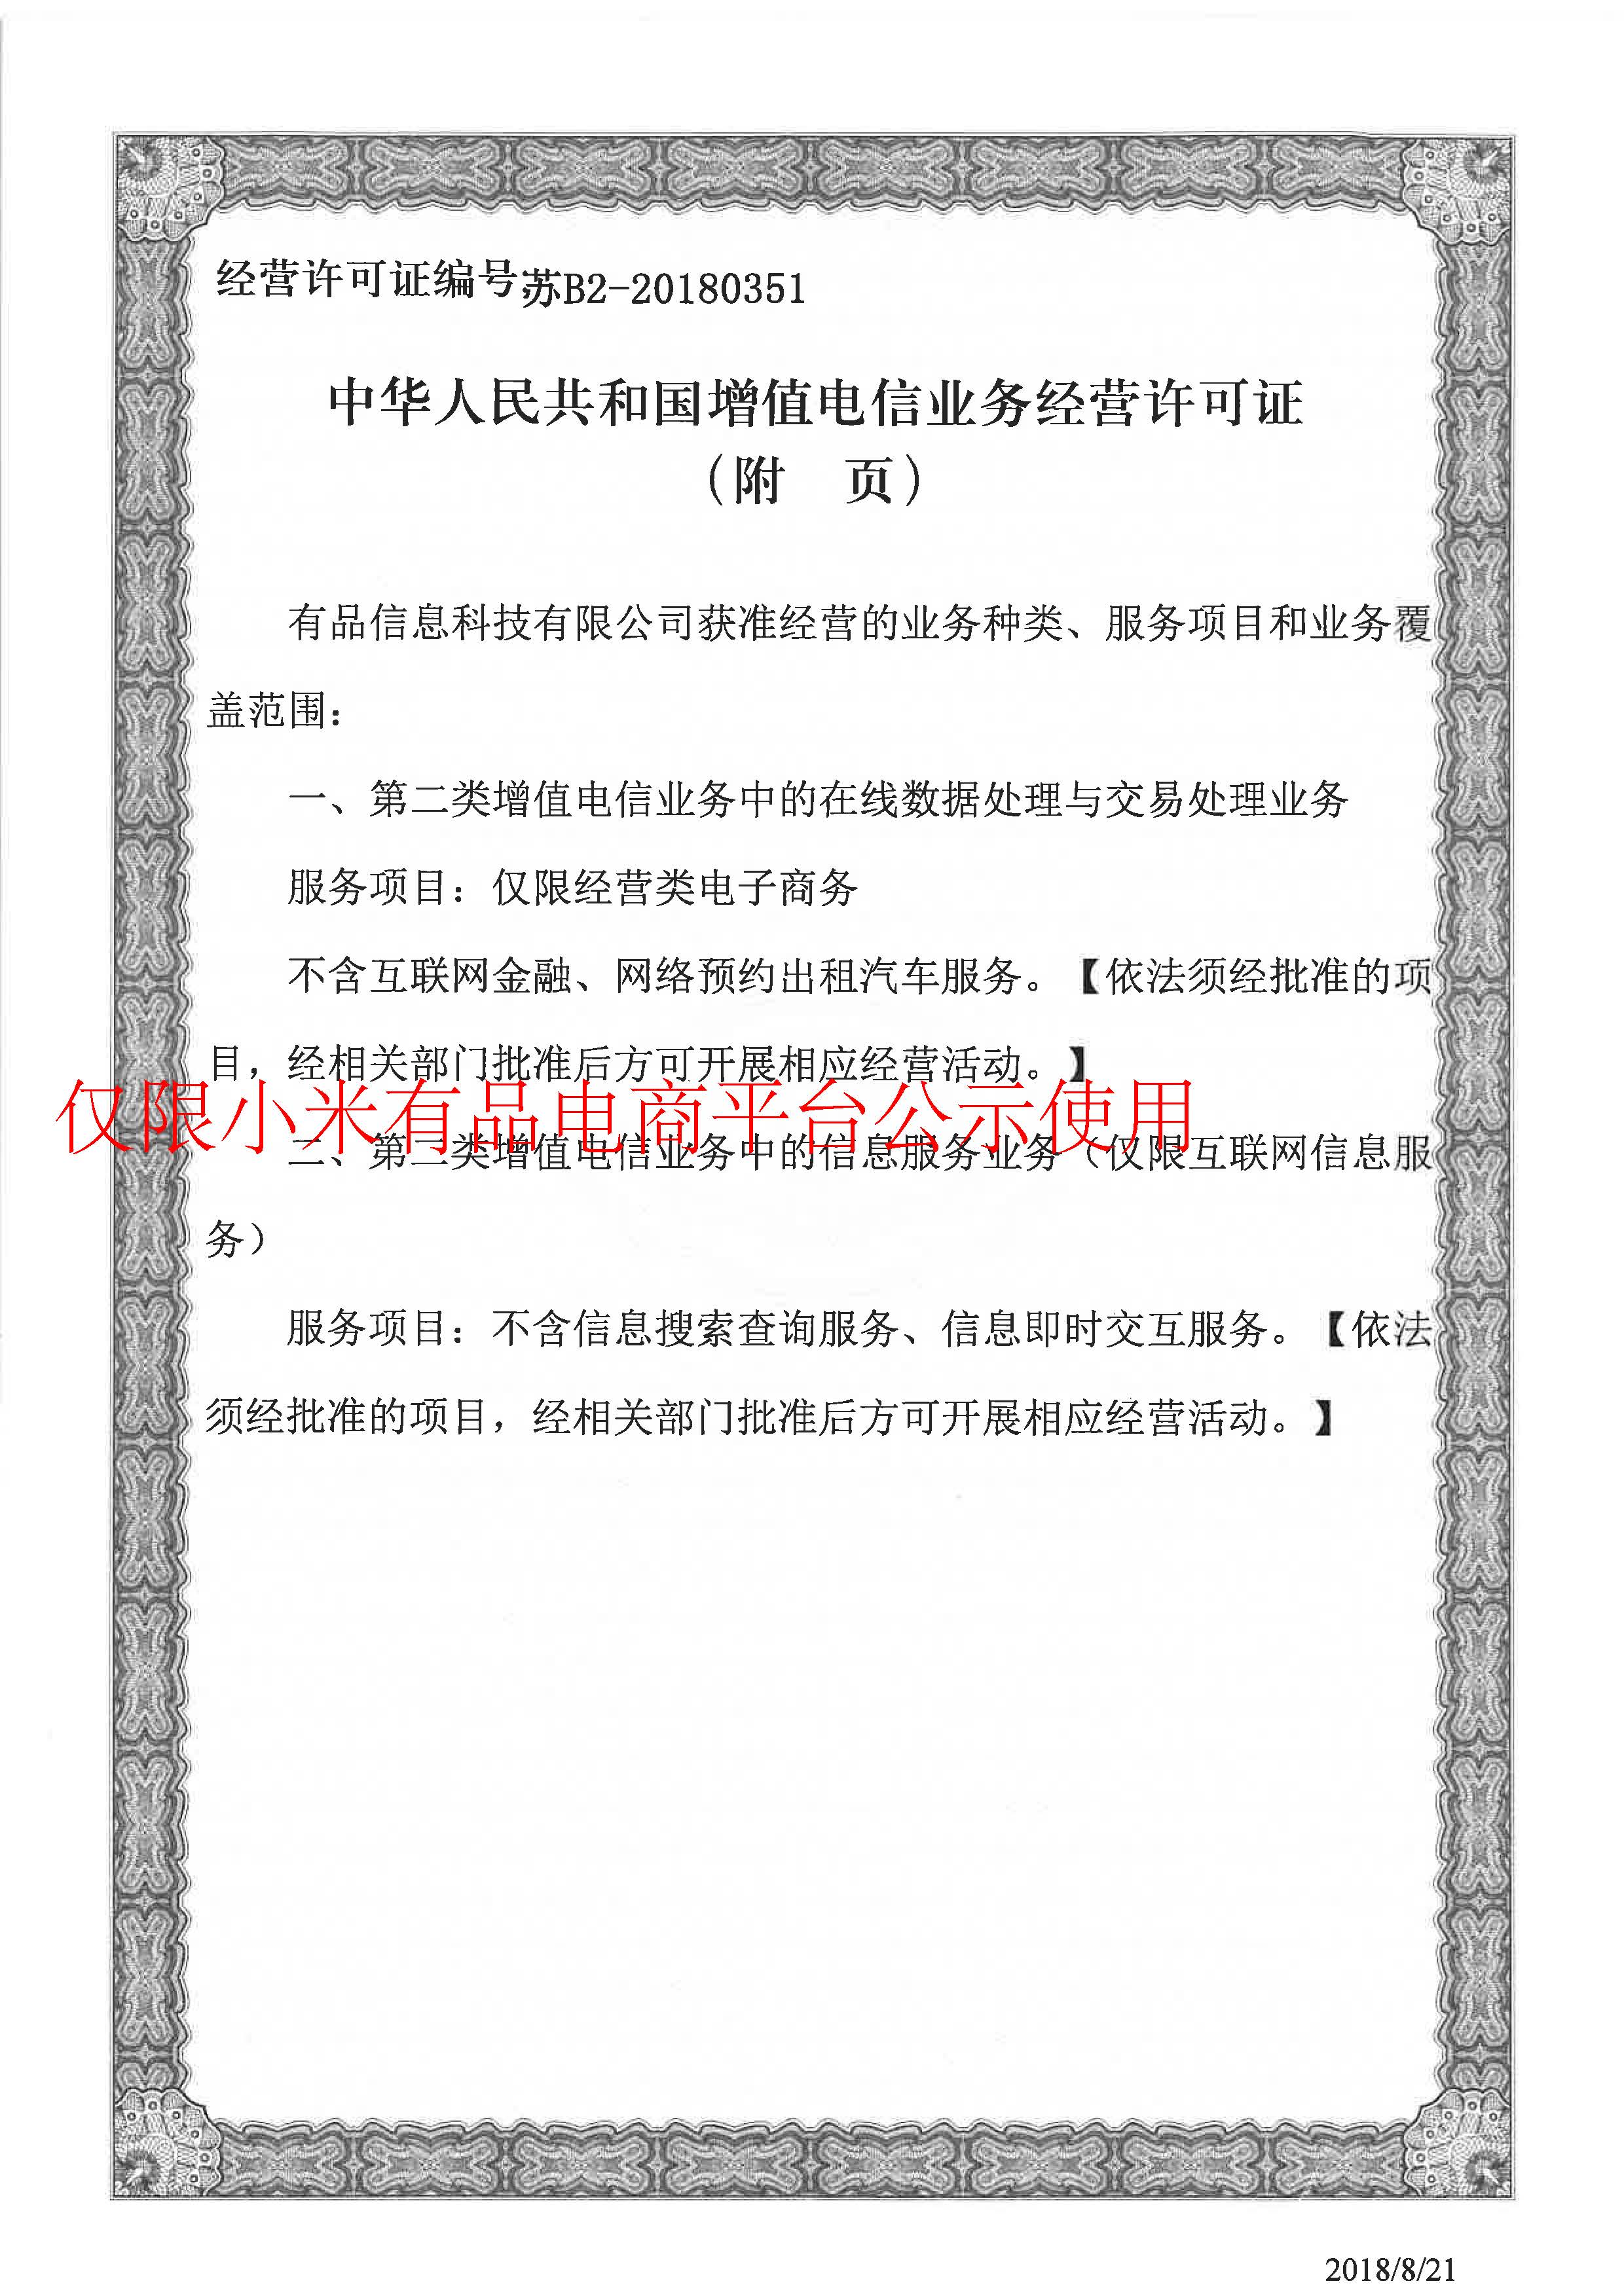 经营许可证编号苏B2-20180351
中华人民共和国增值电信业务经营许可证
（附　页）
有品信息科技有限公司获准经营的业务种类、服务项目和业务覆
盖范围：
一、第二类增值电信业务中的在线数据处理与交易处理业务
服务项目：仅限经营类电子商务
不含互联网金融、网络预约出租汽车服务。【依法须经批准的项
目，经相关部门批准后方可开展相应经营活动。】
仅限小米有品电商平台公示使用
二、第二类增值电信业务中的信息服务业务（仅限互联网信息服
务）
服务项目：不含信息搜索查询服务、信息即时交互服务。【依法
须经批准的项目，经相关部门批准后方可开展相应经营活动。】
2018/8/21